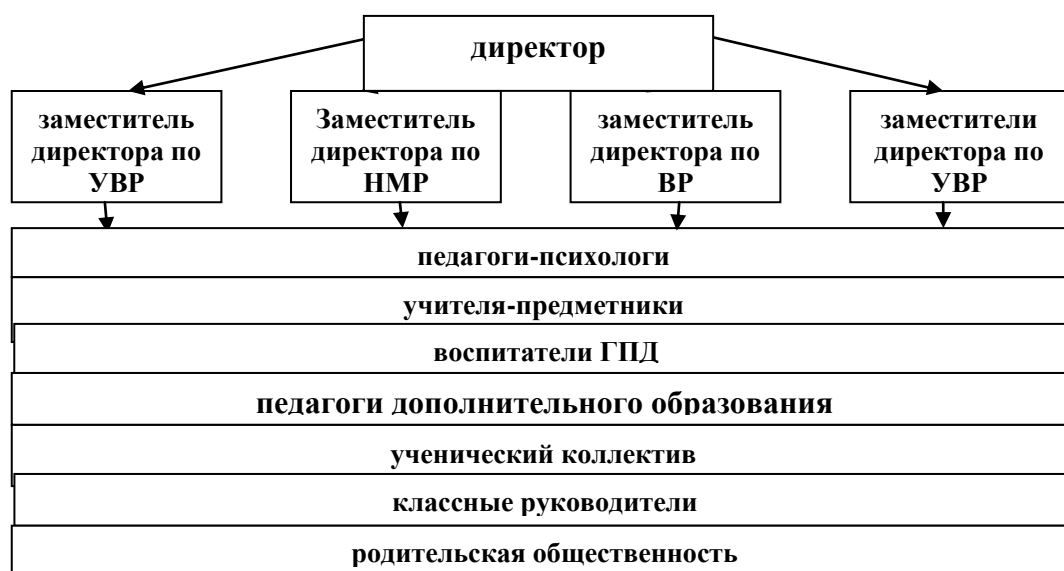 директор
заместитель
директора по
УВР
Заместитель
директора по
НМР
заместитель
директора по
ВР
заместители
директора по
УВР
педагоги-психологи
учителя-предметники
воспитатели ГПД
педагоги дополнительного образования
ученический коллектив
классные руководители
родительская общественность